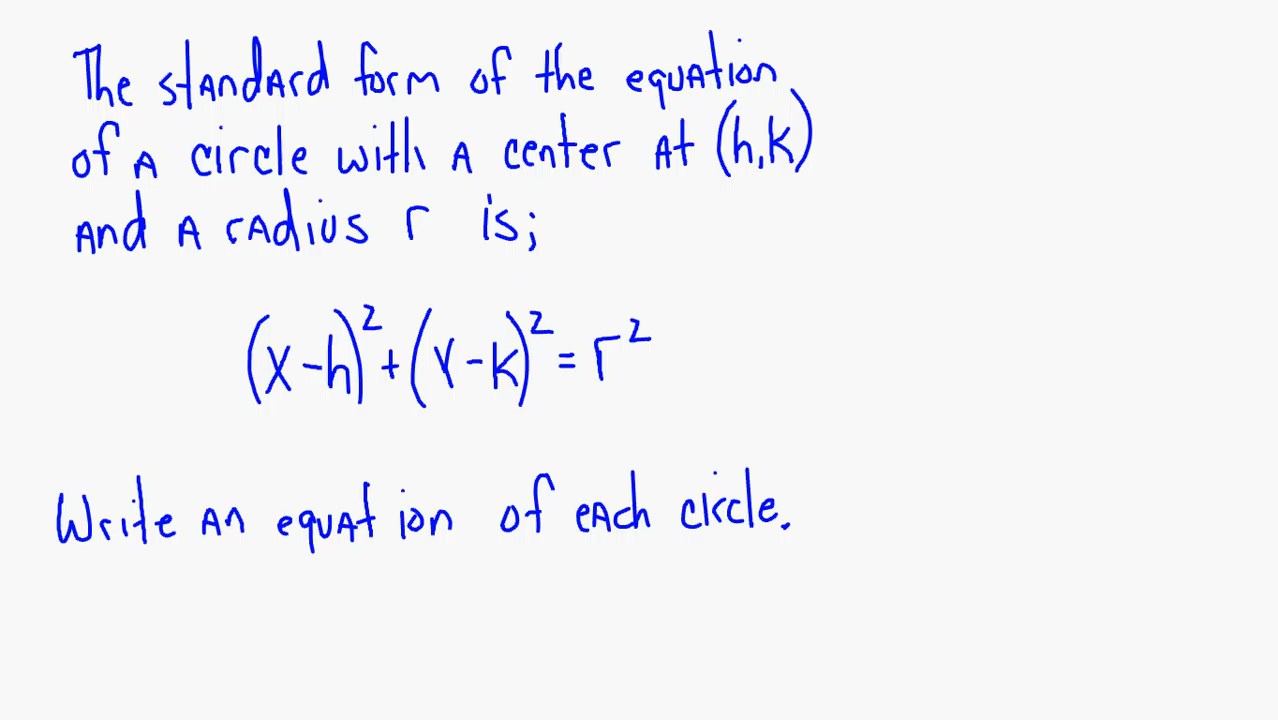 The standard form of the equation
of a circle with a center at (h,k)
and a radius r is;
(x-h)²+(y-k)²=r²
Write an equation of each circle.